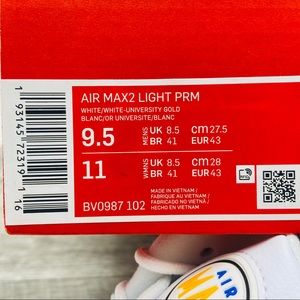 AIR MAX2 LIGHT PRM
WHITE/WHITE-UNIVERSITY GOLD
BLANC/OR UNIVERSITE/BLANC
9.5 MENS UK 8.5 cm 27.5
BR 41 EUR 43
11 WMNS UK 8.5 cm 28
BR 41 EUR 43
BV0987 102
MADE IN VIETNAM /
FABRIQUE AU VIETNAM /
FABRICADO NO VIETNÃ /
HECHO EN VIETNAM
1 93145 72319 1 16
AIR